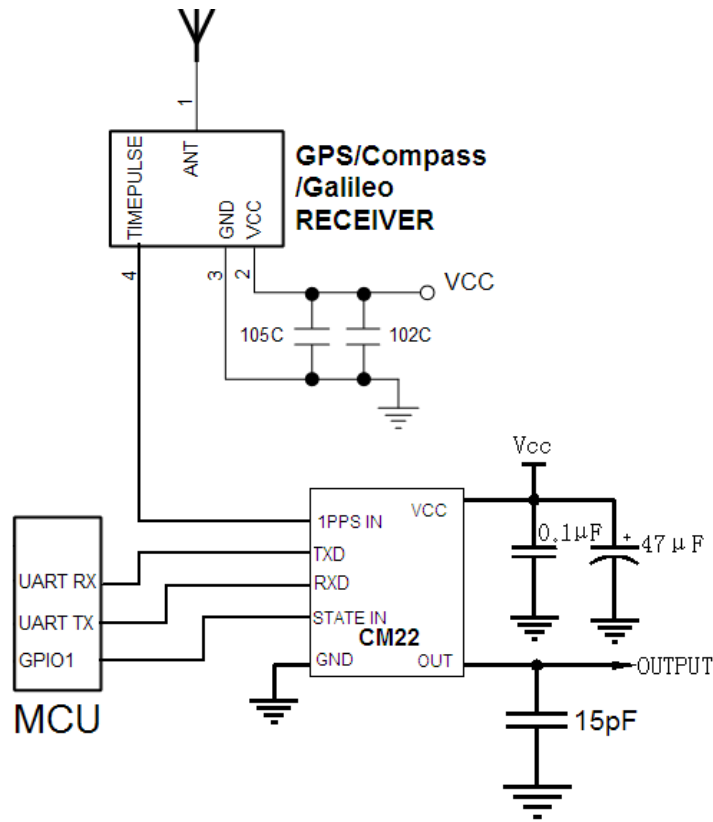 1
TIMEPULSE
ANT
GND
VCC
GPS/Compass
/Galileo
RECEIVER
4
3
2
VCC
105C
102C
Vcc
0.1μF
+
47μF
1PPS IN
VCC
TXD
RXD
STATE IN
CM22
GND
OUT
UART RX
UART TX
GPIO1
MCU
OUTPUT
15pF